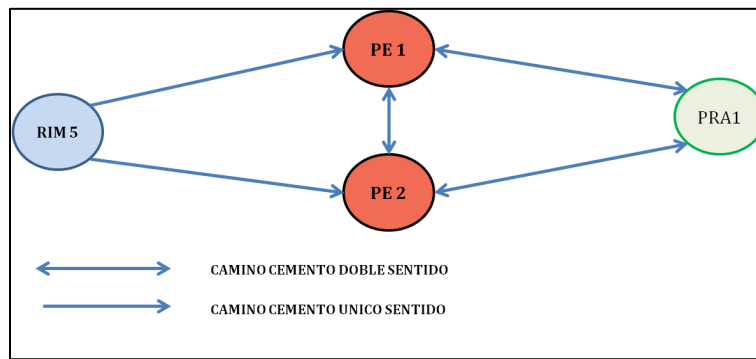 PE 1
RIM 5
PRA1
PE 2
CAMINO CEMENTO DOBLE SENTIDO
CAMINO CEMENTO UNICO SENTIDO